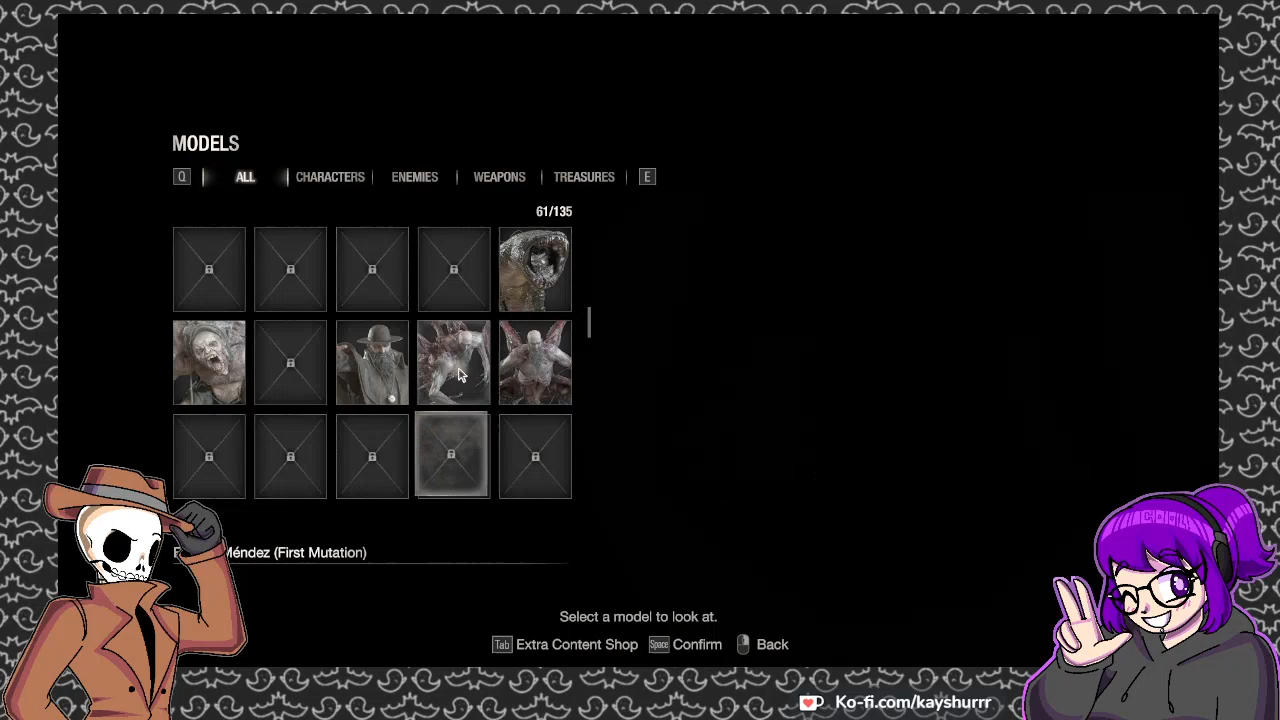 MODELS
Q ALL CHARACTERS ENEMIES WEAPONS TREASURES E
61/135
Méndez (First Mutation)
Select a model to look at.
Tab Extra Content Shop Space Confirm Back
Ko-fi.com/kayshurrr